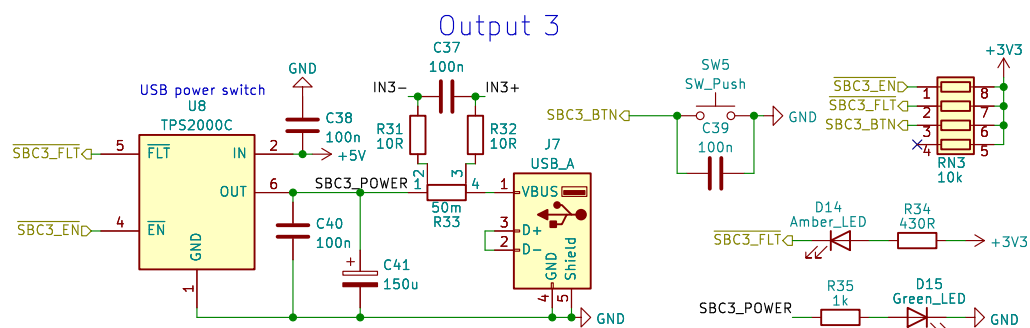 Output 3
USB power switch
U8
TPS2000C
SBC3_FLT
5
FLT
IN
2
GND
C38
100n
+5V
OUT
6
SBC3_EN
4
EN
GND
1
C40
100n
SBC3_POWER
C41
150u
+
C37
100n
IN3-
IN3+
R31
10R
R32
10R
2
3
1
4
50m
R33
J7
USB_A
1
VBUS
3
D+
2
D-
GND
Shield
4
5
GND
SBC3_BTN
SW5
SW_Push
C39
100n
GND
+3V3
SBC3_EN
SBC3_FLT
SBC3_BTN
1
2
3
4
8
7
6
5
RN3
10k
SBC3_FLT
D14
Amber_LED
R34
430R
+3V3
SBC3_POWER
R35
1k
D15
Green_LED
GND